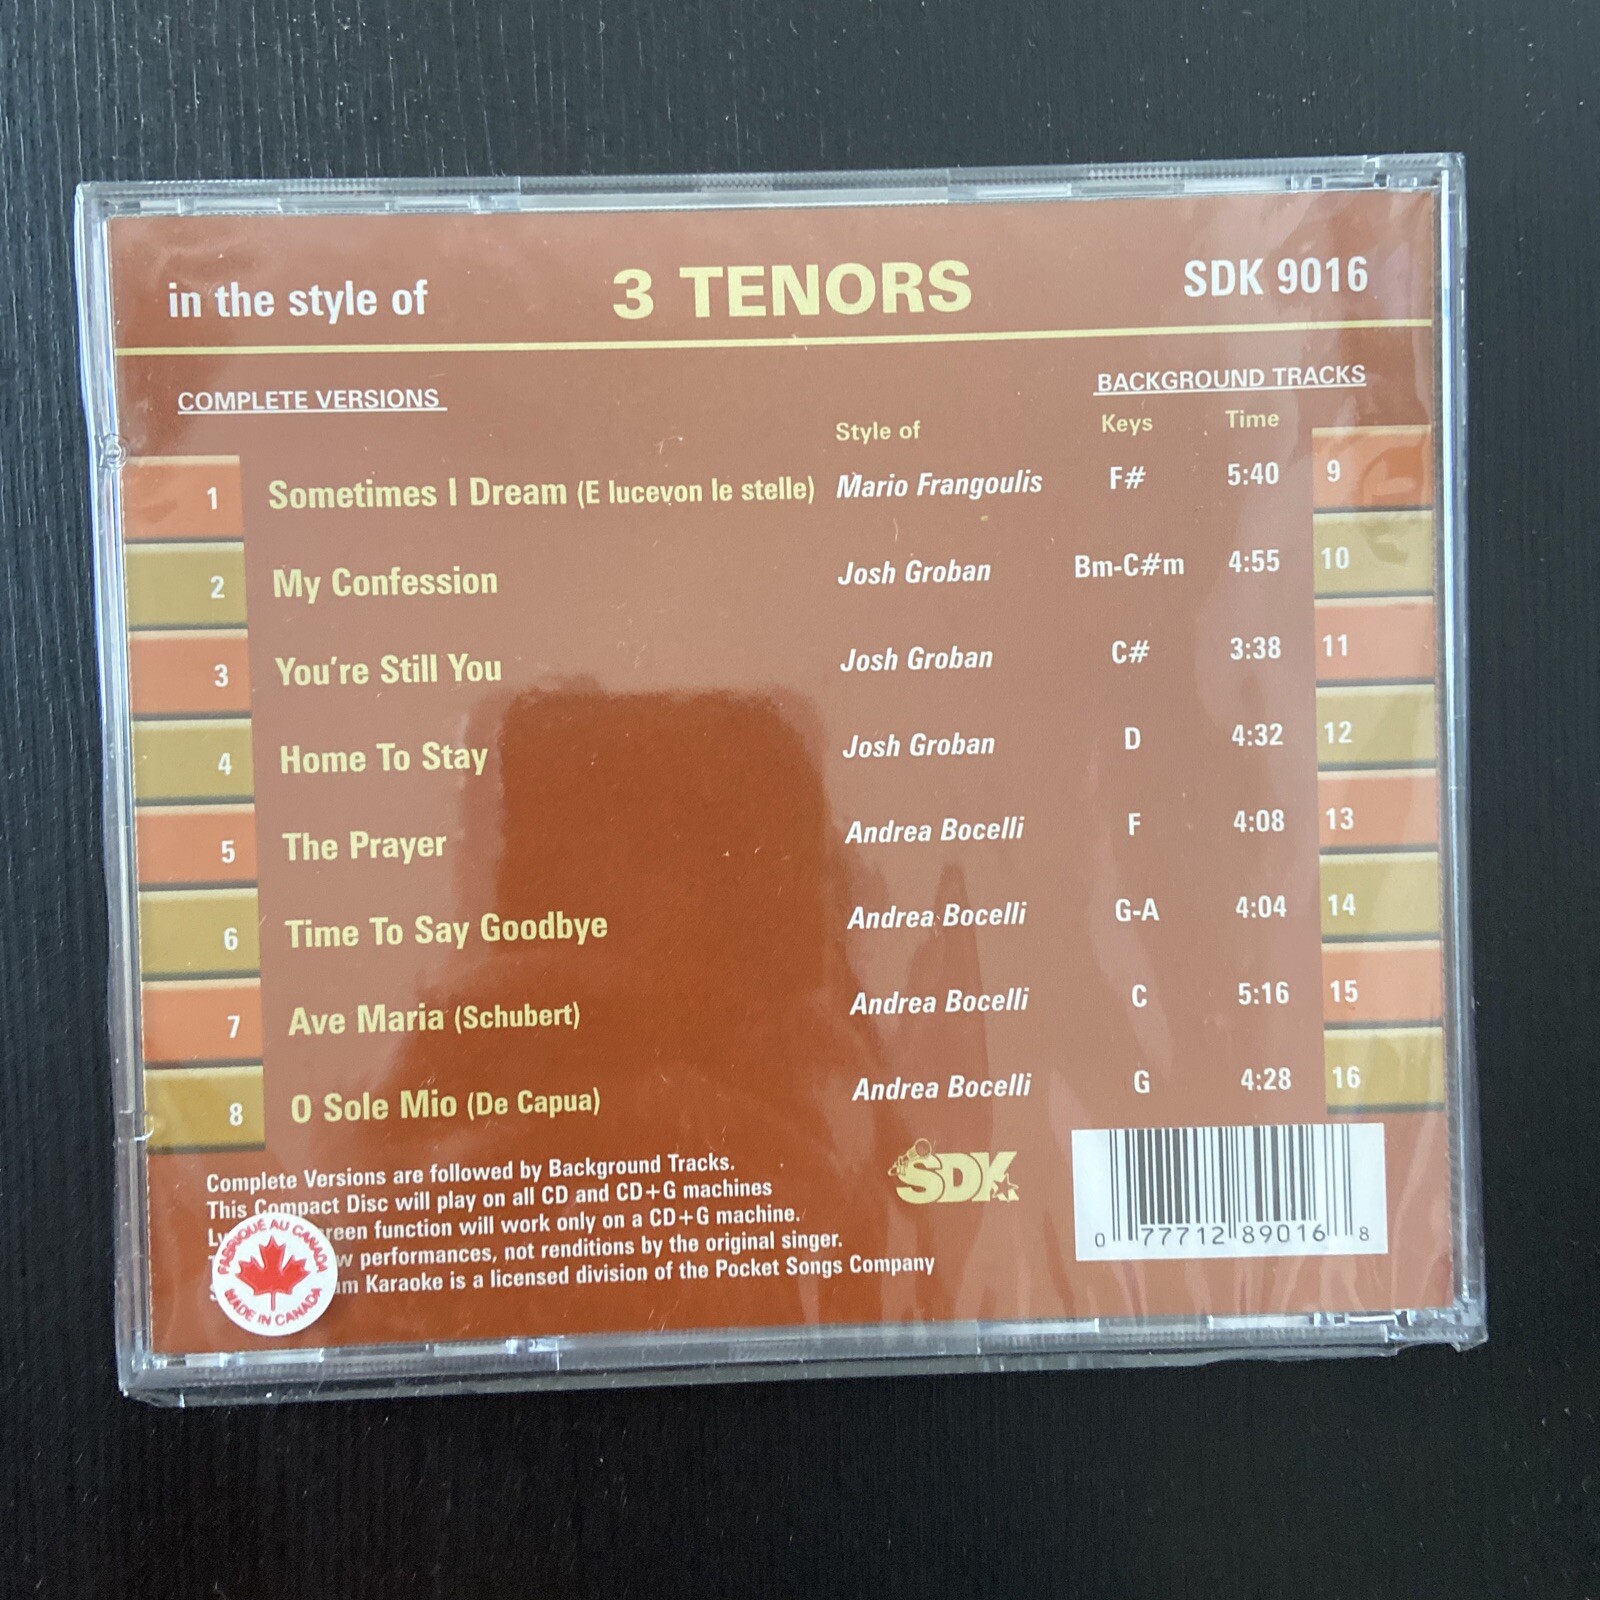 in the style of 3 TENORS SDK 9016
COMPLETE VERSIONS BACKGROUND TRACKS
Style of Keys Time
1 Sometimes I Dream (E lucevon le stelle) Mario Frangoulis F# 5:40 9
2 My Confession Josh Groban Bm-C#m 4:55 10
3 You're Still You Josh Groban C# 3:38 11
4 Home To Stay Josh Groban D 4:32 12
5 The Prayer Andrea Bocelli F 4:08 13
6 Time To Say Goodbye Andrea Bocelli G-A 4:04 14
7 Ave Maria (Schubert) Andrea Bocelli C 5:16 15
8 O Sole Mio (De Capua) Andrea Bocelli G 4:28 16
Complete Versions are followed by Background Tracks.
This Compact Disc will play on all CD and CD+G machines
function will work only on a CD+G machine.
performances, not renditions by the original singer.
Karaoke is a licensed division of the Pocket Songs Company
SDK
0 77712 89016 8
FABRIQUÉ AU CANADA
MADE IN CANADA